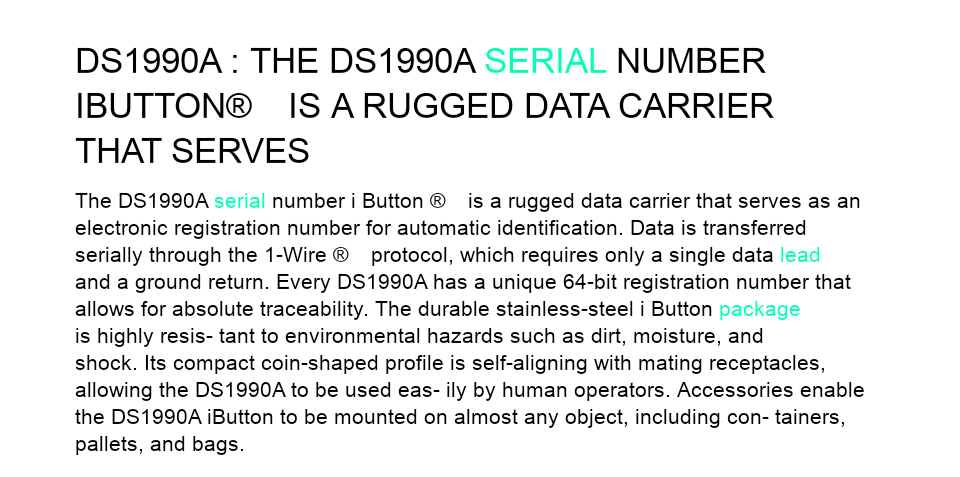 DS1990A : THE DS1990A SERIAL NUMBER
IBUTTON® IS A RUGGED DATA CARRIER
THAT SERVES
The DS1990A serial number i Button ® is a rugged data carrier that serves as an
electronic registration number for automatic identification. Data is transferred
serially through the 1-Wire ® protocol, which requires only a single data lead
and a ground return. Every DS1990A has a unique 64-bit registration number that
allows for absolute traceability. The durable stainless-steel i Button package
is highly resis- tant to environmental hazards such as dirt, moisture, and
shock. Its compact coin-shaped profile is self-aligning with mating receptacles,
allowing the DS1990A to be used eas- ily by human operators. Accessories enable
the DS1990A iButton to be mounted on almost any object, including con- tainers,
pallets, and bags.